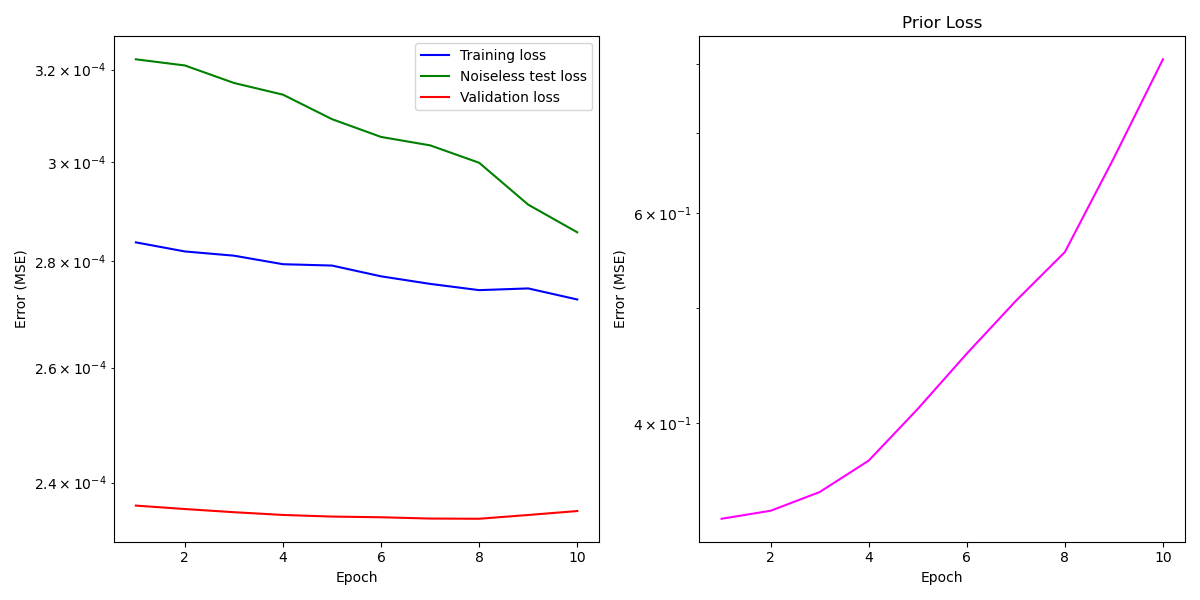 Prior Loss
Training loss
Noiseless test loss
Validation loss
3.2 × 10⁻⁴
3 × 10⁻⁴
2.8 × 10⁻⁴
2.6 × 10⁻⁴
2.4 × 10⁻⁴
Error (MSE)
2 4 6 8 10
Epoch
6 × 10⁻¹
4 × 10⁻¹
Error (MSE)
2 4 6 8 10
Epoch